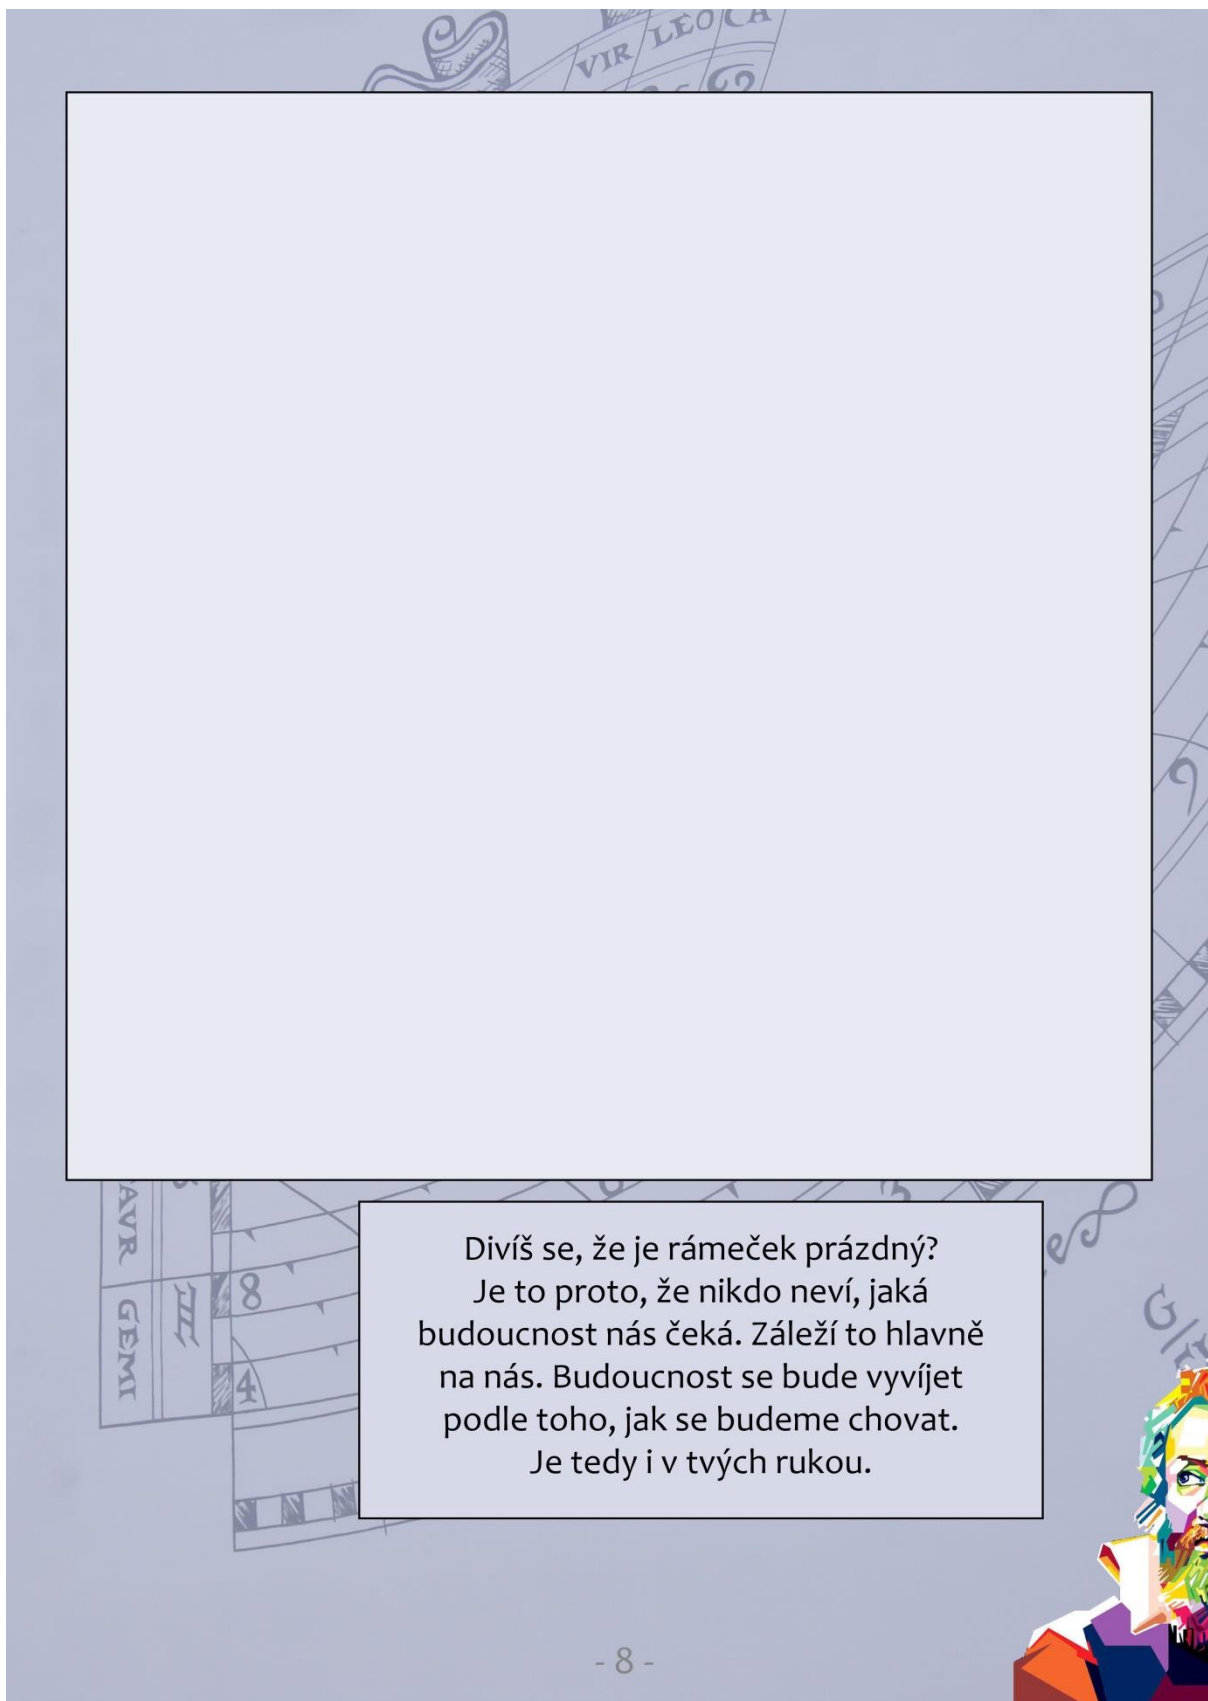 VIR LEO CA
AVR
GEMI
8
4
Divíš se, že je rámeček prázdný?
Je to proto, že nikdo neví, jaká
budoucnost nás čeká. Záleží to hlavně
na nás. Budoucnost se bude vyvíjet
podle toho, jak se budeme chovat.
Je tedy i v tvých rukou.
- 8 -